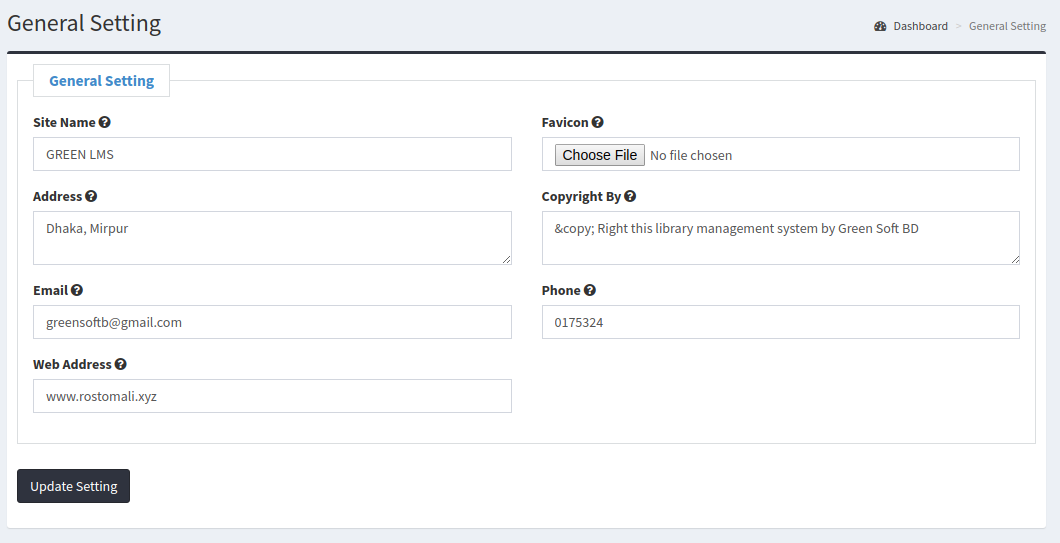 General Setting
Dashboard > General Setting
General Setting
Site Name
Favicon
GREEN LMS
Choose File No file chosen
Address
Copyright By
Dhaka, Mirpur
&copy; Right this library management system by Green Soft BD
Email
Phone
greensoftb@gmail.com
0175324
Web Address
www.rostomali.xyz
Update Setting